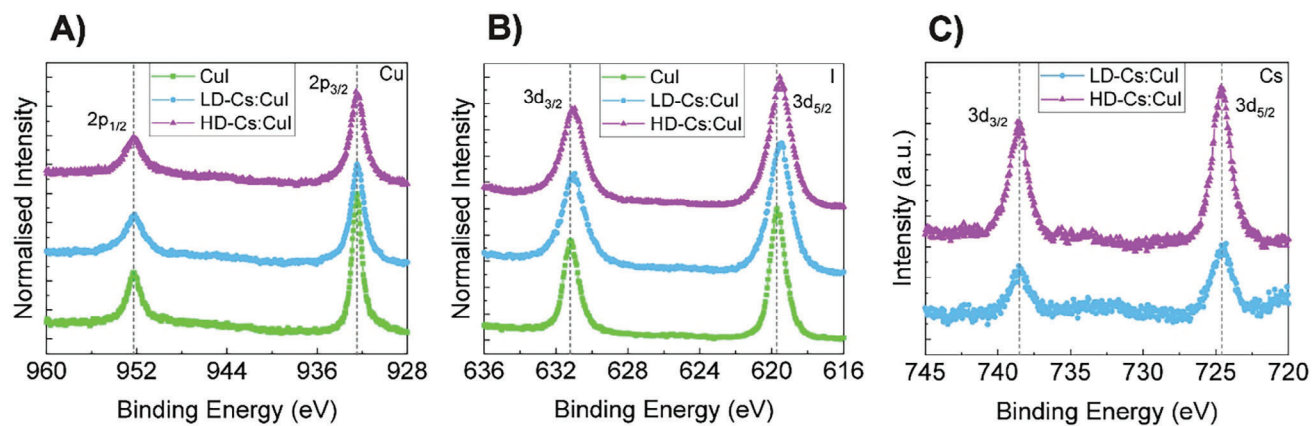 A)
Cu
CuI
LD-Cs:CuI
HD-Cs:CuI
2p1/2
2p3/2
Normalised Intensity
960 952 944 936 928
Binding Energy (eV)
B)
I
CuI
LD-Cs:CuI
HD-Cs:CuI
3d3/2
3d5/2
Normalised Intensity
636 632 628 624 620 616
Binding Energy (eV)
C)
Cs
LD-Cs:CuI
HD-Cs:CuI
3d3/2
3d5/2
Intensity (a.u.)
745 740 735 730 725 720
Binding Energy (eV)